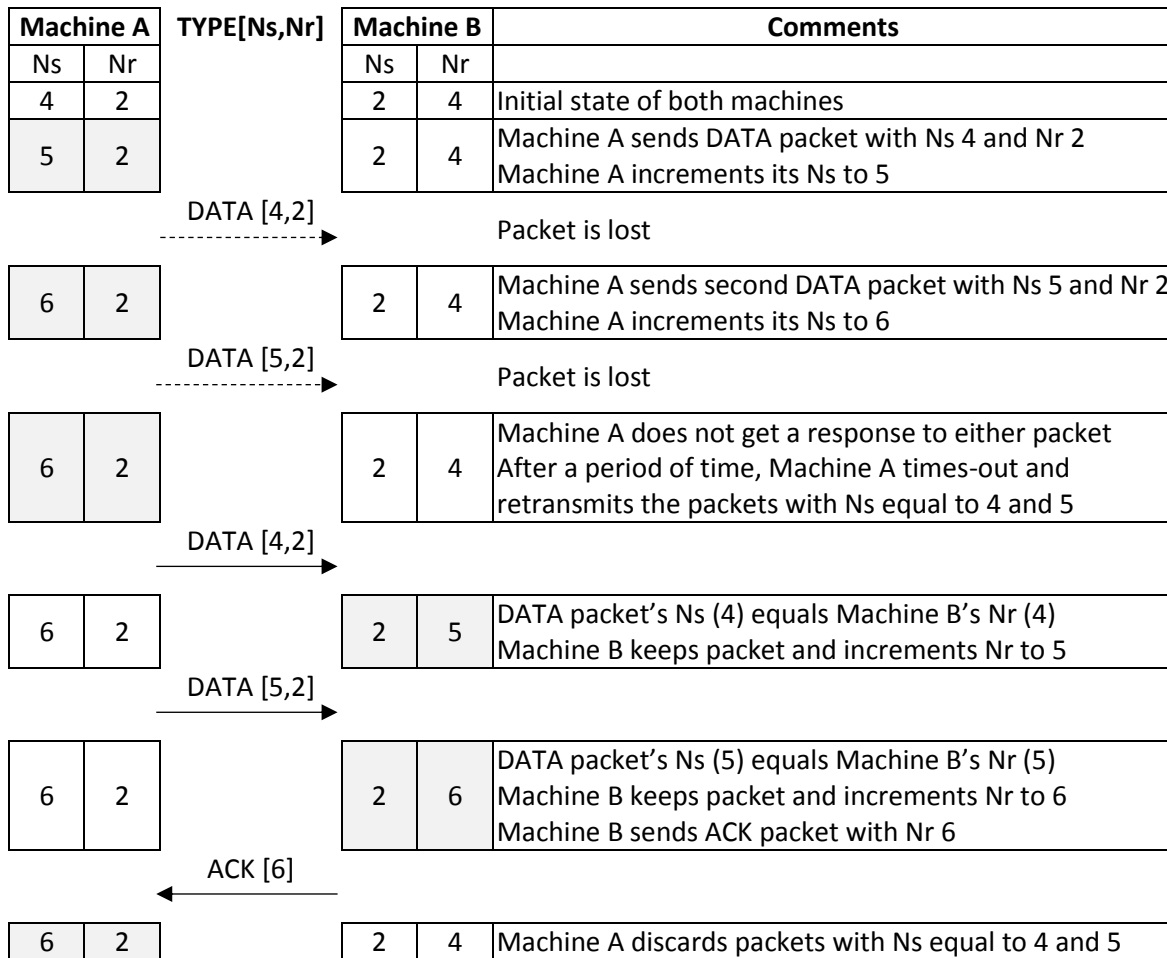 Machine A TYPE[Ns,Nr] Machine B Comments
Ns Nr Ns Nr
4 2 2 4 Initial state of both machines
5 2 2 4 Machine A sends DATA packet with Ns 4 and Nr 2
Machine A increments its Ns to 5
DATA [4,2]
Packet is lost
6 2 2 4 Machine A sends second DATA packet with Ns 5 and Nr 2
Machine A increments its Ns to 6
DATA [5,2]
Packet is lost
Machine A does not get a response to either packet
6 2 2 4 After a period of time, Machine A times-out and
retransmits the packets with Ns equal to 4 and 5
DATA [4,2]
6 2 2 5 DATA packet’s Ns (4) equals Machine B’s Nr (4)
Machine B keeps packet and increments Nr to 5
DATA [5,2]
DATA packet’s Ns (5) equals Machine B’s Nr (5)
6 2 2 6 Machine B keeps packet and increments Nr to 6
Machine B sends ACK packet with Nr 6
ACK [6]
6 2 2 4 Machine A discards packets with Ns equal to 4 and 5